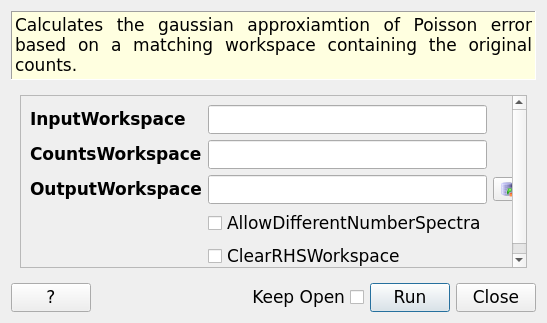 Calculates the gaussian approxiamtion of Poisson error
based on a matching workspace containing the original
counts.
InputWorkspace
CountsWorkspace
OutputWorkspace
AllowDifferentNumberSpectra
ClearRHSWorkspace
? Keep Open Run Close